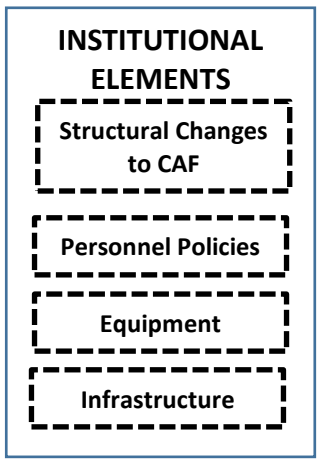 INSTITUTIONAL
ELEMENTS
Structural Changes
to CAF
Personnel Policies
Equipment
Infrastructure